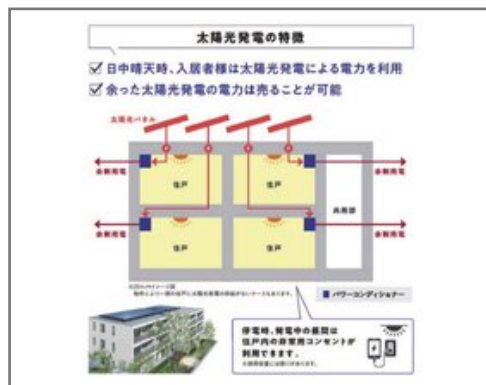 太陽光発電の特徴
日中晴天時、入居者様は太陽光発電による電力を利用
余った太陽光発電の電力は売ることが可能
太陽光パネル
住戸
住戸
余剰売電
余剰売電
共用部
余剰売電
余剰売電
住戸
住戸
パワーコンディショナー
停電時、発電中の昼間は
住戸内の非常用コンセントが
利用できます。